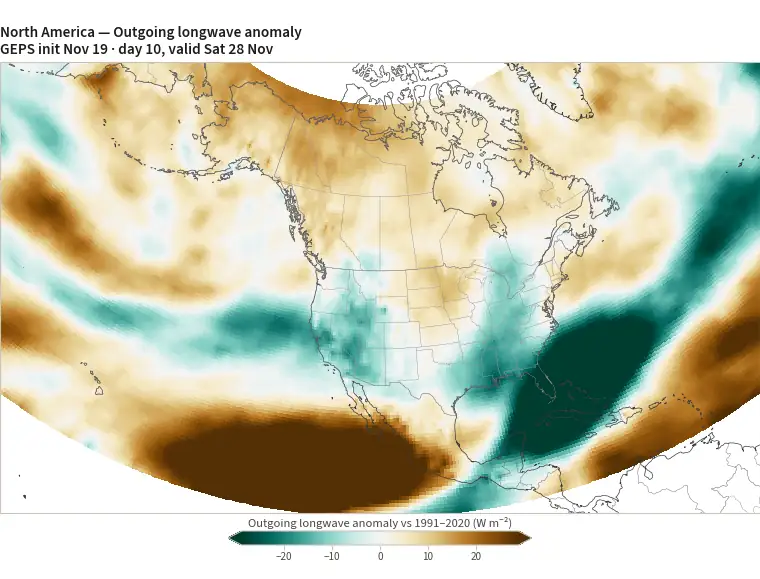 North America — Outgoing longwave anomaly
GEPS init Nov 19 · day 10, valid Sat 28 Nov
Outgoing longwave anomaly vs 1991–2020 (W m⁻²)
−20 −10 0 10 20